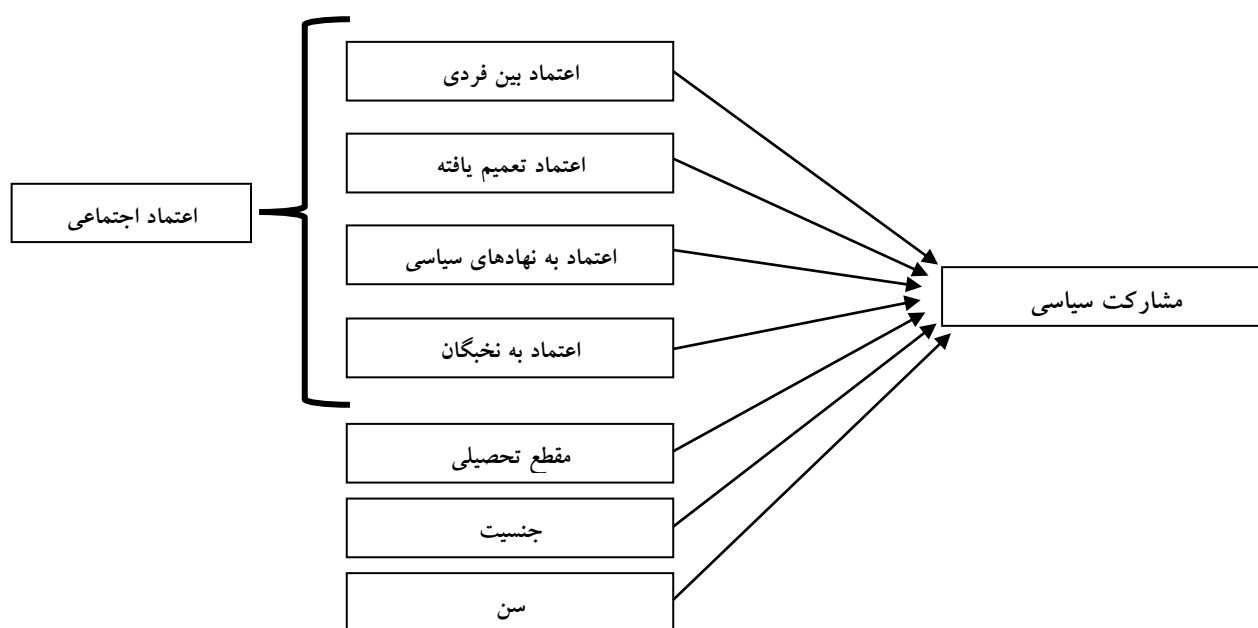 اعتماد بین فردی
اعتماد تعمیم یافته
اعتماد اجتماعی
اعتماد به نهادهای سیاسی
مشارکت سیاسی
اعتماد به نخبگان
مقطع تحصیلی
جنسیت
سن